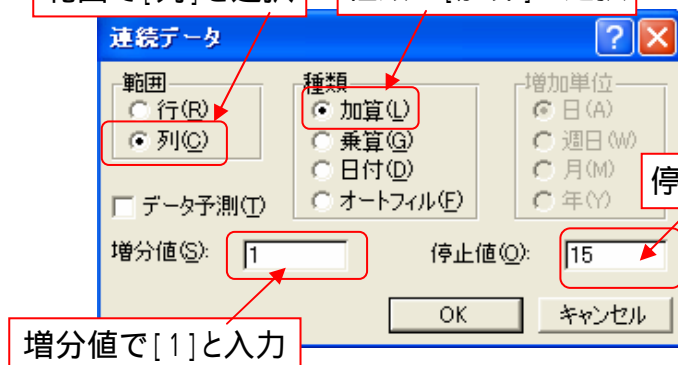 連続データ
範囲
行(R)
列(C)
種類
加算(L)
乗算(G)
日付(D)
オートフィル(F)
増加単位
日(A)
週日(W)
月(M)
年(Y)
データ予測(T)
停
増分値(S): 1
停止値(O): 15
OK
キャンセル
増分値で[1]と入力